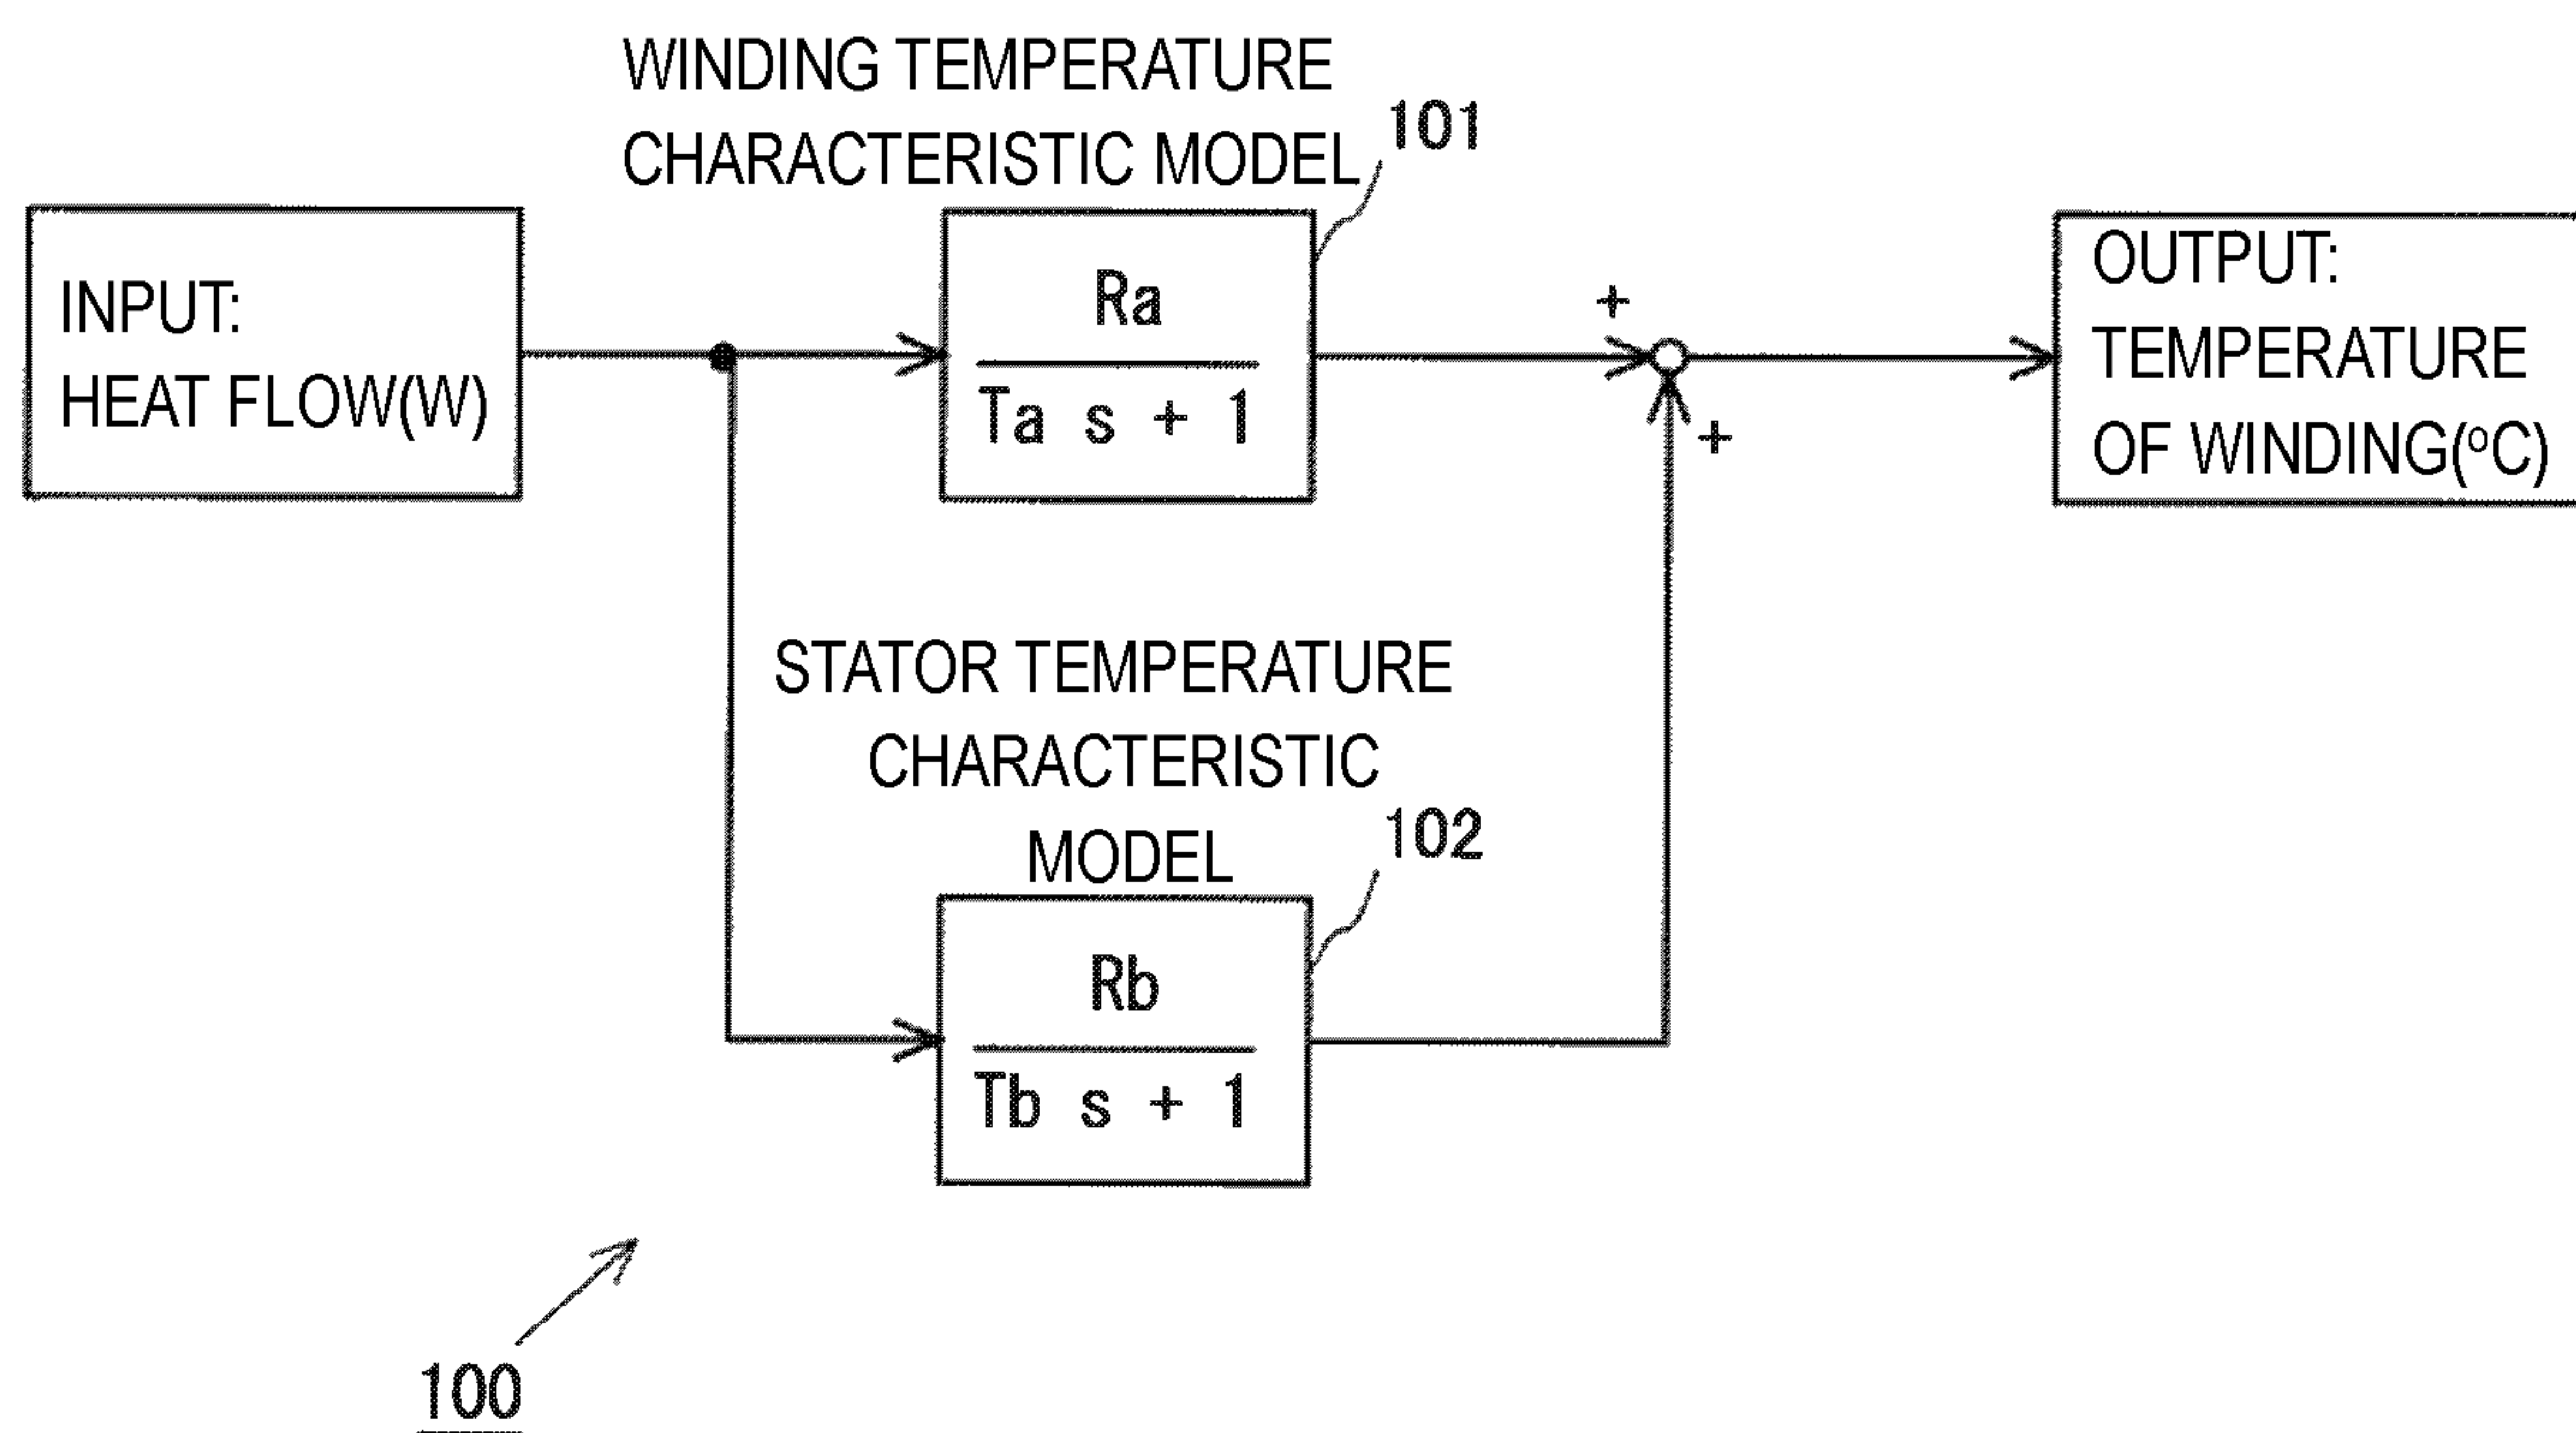 WINDING TEMPERATURE
CHARACTERISTIC MODEL
101
INPUT:
HEAT FLOW(W)
Ra
Ta s + 1
+
+
OUTPUT:
TEMPERATURE
OF WINDING(°C)
STATOR TEMPERATURE
CHARACTERISTIC
MODEL
102
Rb
Tb s + 1
100